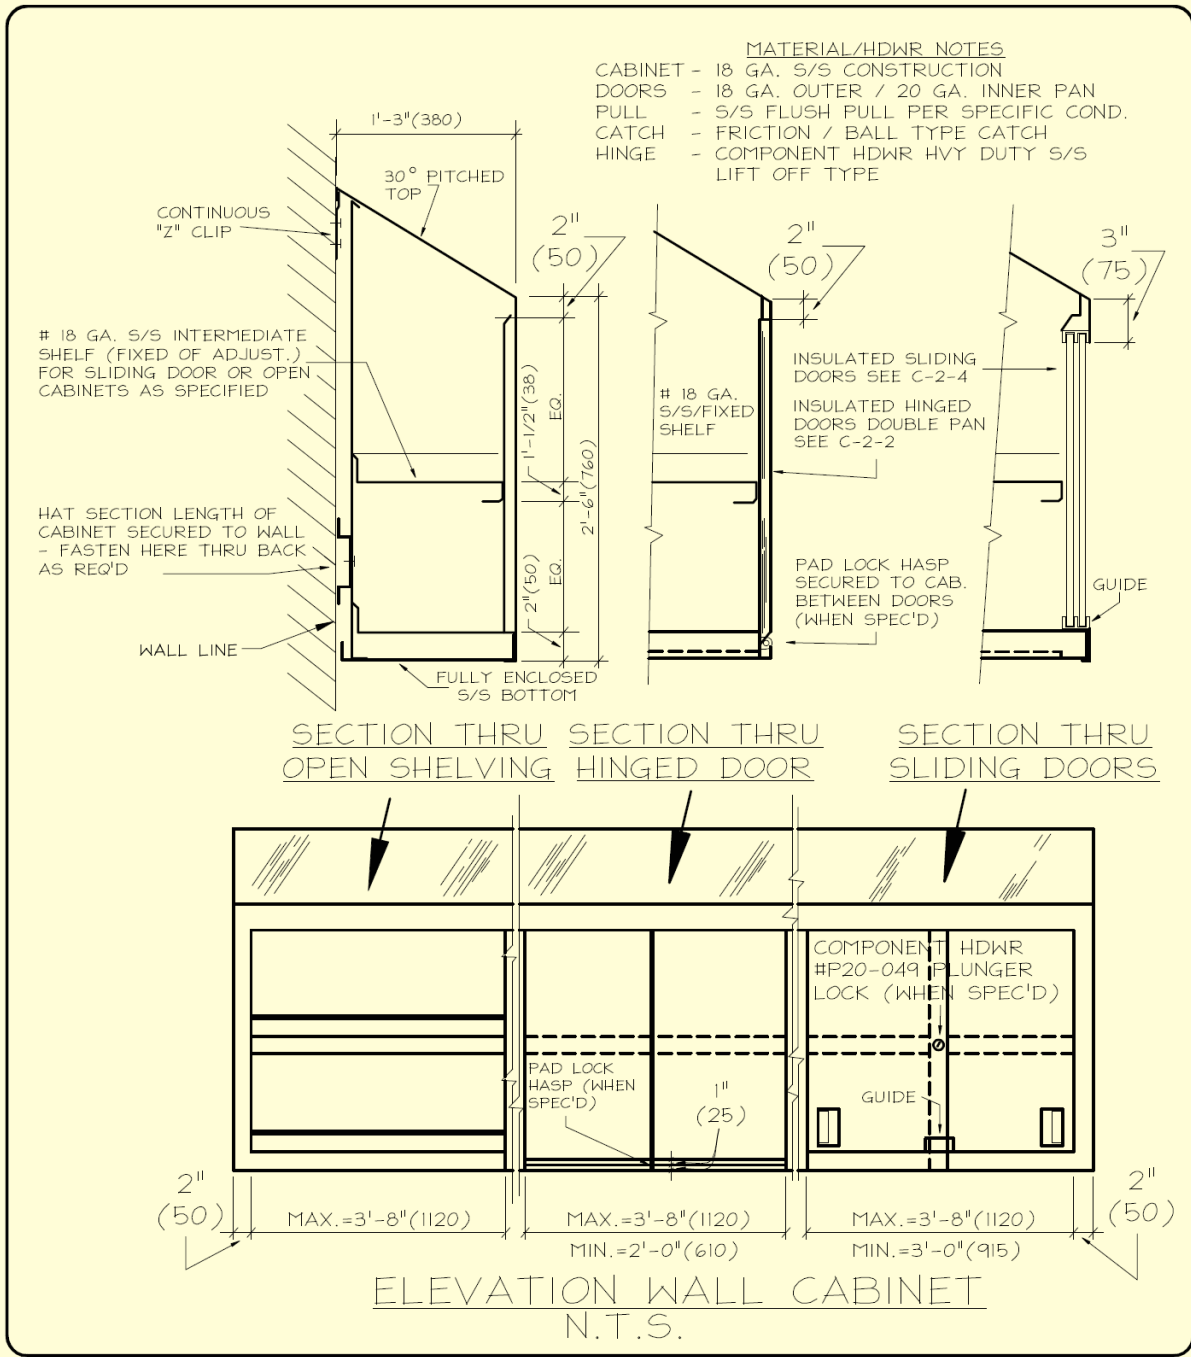 MATERIAL/HDWR NOTES
CABINET - 18 GA. S/S CONSTRUCTION
DOORS - 18 GA. OUTER / 20 GA. INNER PAN
PULL - S/S FLUSH PULL PER SPECIFIC COND.
CATCH - FRICTION / BALL TYPE CATCH
HINGE - COMPONENT HDWR HVY DUTY S/S
LIFT OFF TYPE
1'-3"(380)
30° PITCHED
TOP
CONTINUOUS
"Z" CLIP
2"
(50)
2"
(50)
3"
(75)
# 18 GA. S/S INTERMEDIATE
SHELF (FIXED OF ADJUST.)
FOR SLIDING DOOR OR OPEN
CABINETS AS SPECIFIED
1'-1/2"(38)
EQ.
2'-6"(760)
2"(50)
EQ.
# 18 GA.
S/S/FIXED
SHELF
INSULATED SLIDING
DOORS SEE C-2-4
INSULATED HINGED
DOORS DOUBLE PAN
SEE C-2-2
HAT SECTION LENGTH OF
CABINET SECURED TO WALL
- FASTEN HERE THRU BACK
AS REQ'D
PAD LOCK HASP
SECURED TO CAB.
BETWEEN DOORS
(WHEN SPEC'D)
GUIDE
WALL LINE
FULLY ENCLOSED
S/S BOTTOM
SECTION THRU
OPEN SHELVING
SECTION THRU
HINGED DOOR
SECTION THRU
SLIDING DOORS
COMPONENT HDWR
#P20-049 PLUNGER
LOCK (WHEN SPEC'D)
PAD LOCK
HASP (WHEN
SPEC'D)
1"
(25)
GUIDE
2"
(50)
MAX.=3'-8"(1120)
MAX.=3'-8"(1120)
MIN.=2'-0"(610)
MAX.=3'-8"(1120)
MIN.=3'-0"(915)
2"
(50)
ELEVATION WALL CABINET
N.T.S.